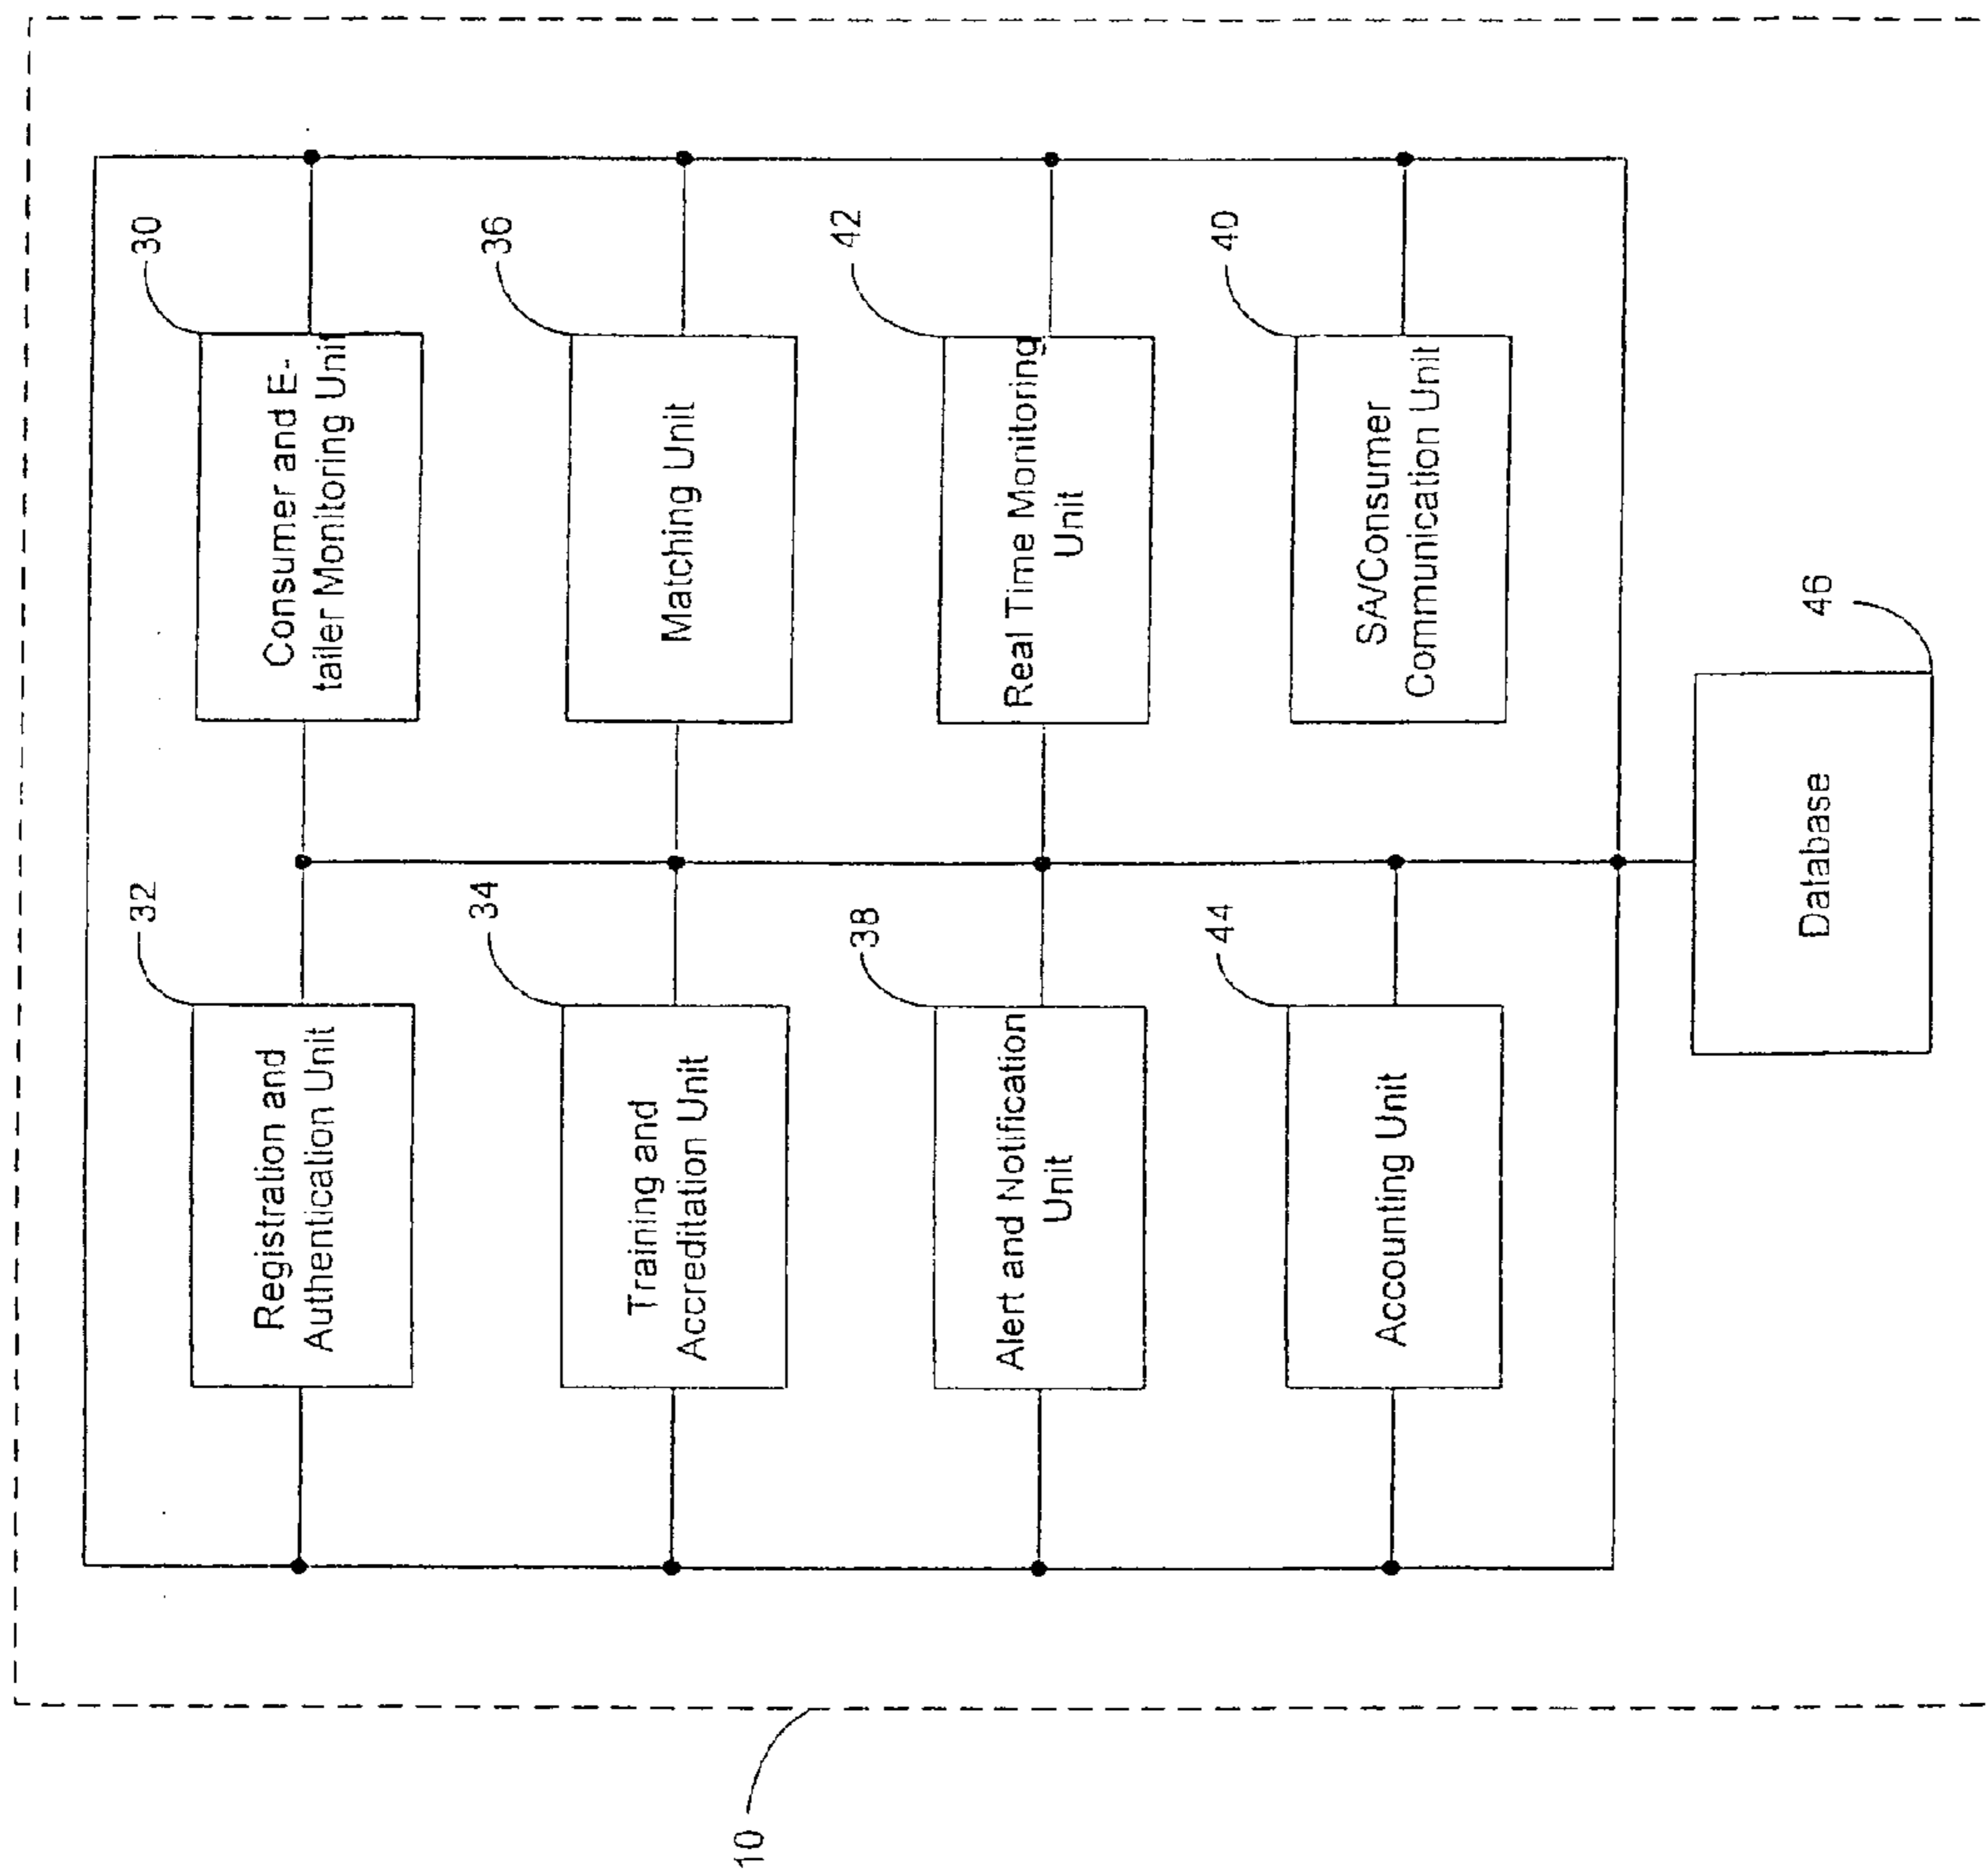 32
Registration and
Authentication Unit
30
Consumer and E-
tailer Monitoring Unit
34
Training and
Accreditation Unit
36
Matching Unit
10
38
Alert and Notification
Unit
42
Real Time Monitoring
Unit
44
Accounting Unit
40
SA/Consumer
Communication Unit
46
Database